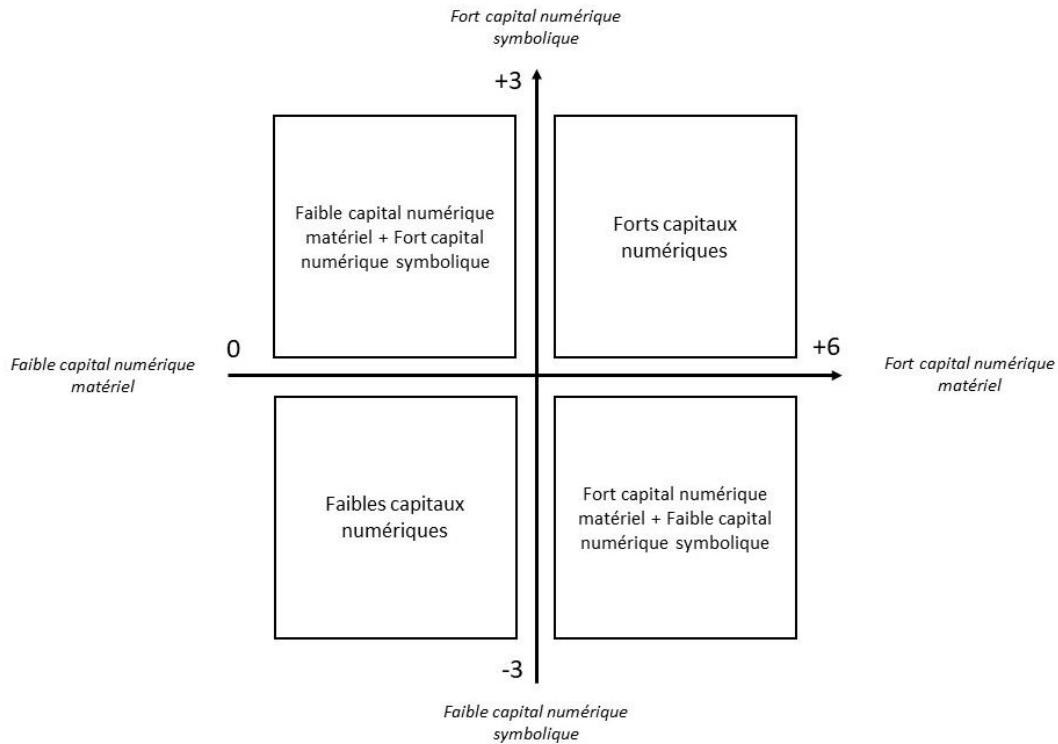 Fort capital numérique
symbolique
+3
Faible capital numérique
matériel + Fort capital
numérique symbolique
Forts capitaux
numériques
0
+6
Faible capital numérique
matériel
Fort capital numérique
matériel
Faibles capitaux
numériques
Fort capital numérique
matériel + Faible capital
numérique symbolique
-3
Faible capital numérique
symbolique